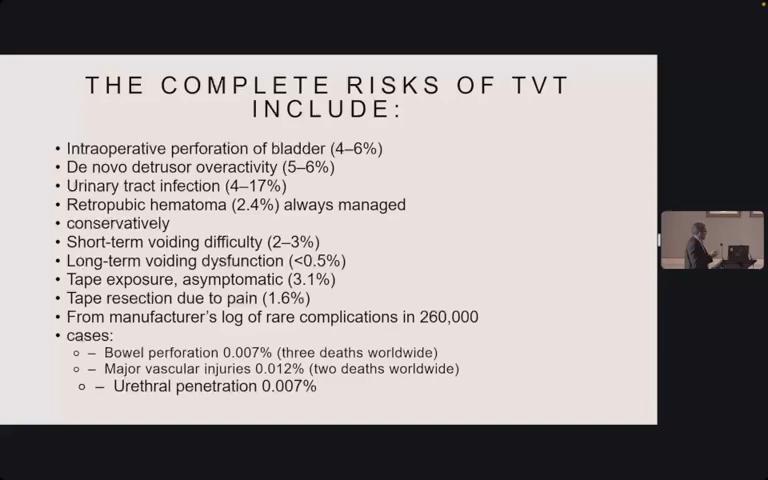 THE COMPLETE RISKS OF TVT
INCLUDE:
• Intraoperative perforation of bladder (4–6%)
• De novo detrusor overactivity (5–6%)
• Urinary tract infection (4–17%)
• Retropubic hematoma (2.4%) always managed
• conservatively
• Short-term voiding difficulty (2–3%)
• Long-term voiding dysfunction (<0.5%)
• Tape exposure, asymptomatic (3.1%)
• Tape resection due to pain (1.6%)
• From manufacturer’s log of rare complications in 260,000
• cases:
○ – Bowel perforation 0.007% (three deaths worldwide)
○ – Major vascular injuries 0.012% (two deaths worldwide)
○ – Urethral penetration 0.007%